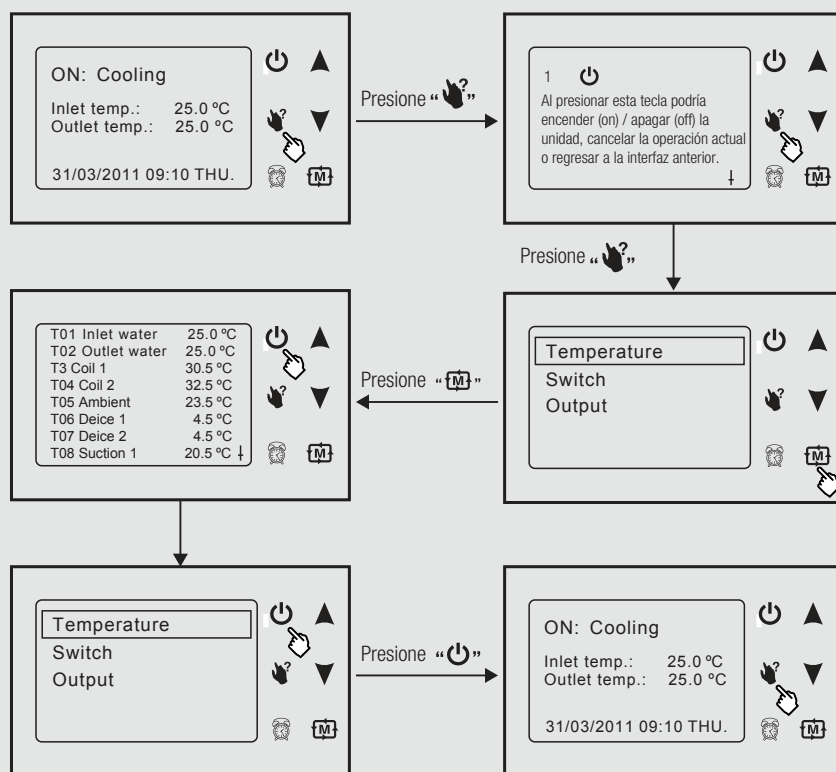 ON: Cooling
Inlet temp.: 25.0 ºC
Outlet temp.: 25.0 ºC
31/03/2011 09:10 THU.
?
M
Presione “ ? ”
1
Al presionar esta tecla podría
encender (on) / apagar (off) la
unidad, cancelar la operación actual
o regresar a la interfaz anterior.
?
M
Presione “ ? ”
Temperature
Switch
Output
?
M
Presione “ M ”
T01 Inlet water 25.0 ºC
T02 Outlet water 25.0 ºC
T3 Coil 1 30.5 ºC
T04 Coil 2 32.5 ºC
T05 Ambient 23.5 ºC
T06 Deice 1 4.5 ºC
T07 Deice 2 4.5 ºC
T08 Suction 1 20.5 ºC
?
M
Temperature
Switch
Output
?
M
Presione “ ”
ON: Cooling
Inlet temp.: 25.0 ºC
Outlet temp.: 25.0 ºC
31/03/2011 09:10 THU.
?
M